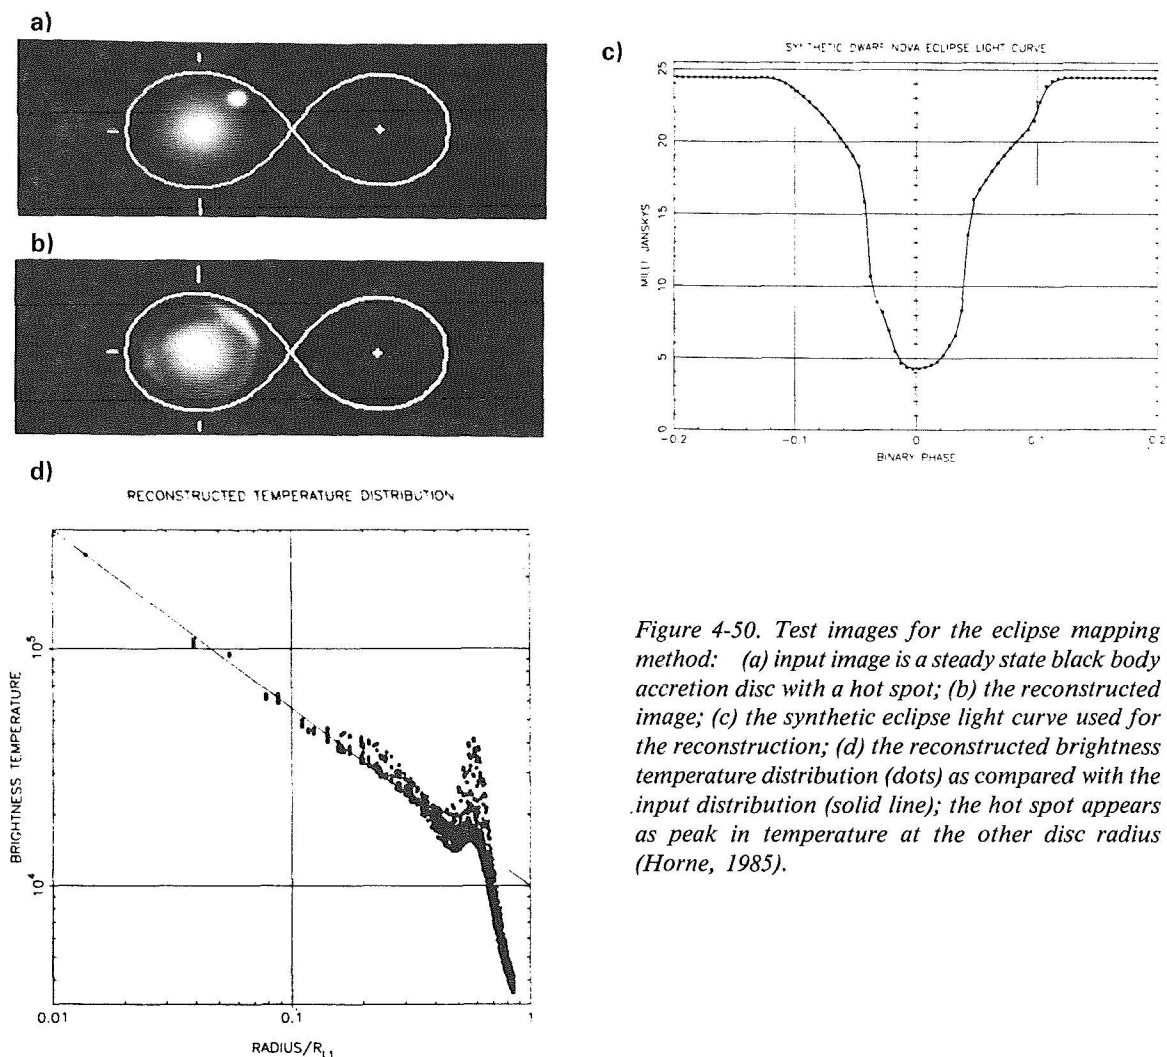 a)
b)
c)
SYNTHETIC DWARF NOVA ECLIPSE LIGHT CURVE
25
20
15
10
5
0
MILLI JANSKYS
-0.2
-0.1
0
0.1
0.2
BINARY PHASE
d)
RECONSTRUCTED TEMPERATURE DISTRIBUTION
BRIGHTNESS TEMPERATURE
10^5
10^4
0.01
0.1
1
RADIUS/R_L1
Figure 4-50. Test images for the eclipse mapping
method: (a) input image is a steady state black body
accretion disc with a hot spot; (b) the reconstructed
image; (c) the synthetic eclipse light curve used for
the reconstruction; (d) the reconstructed brightness
temperature distribution (dots) as compared with the
input distribution (solid line); the hot spot appears
as peak in temperature at the other disc radius
(Horne, 1985).